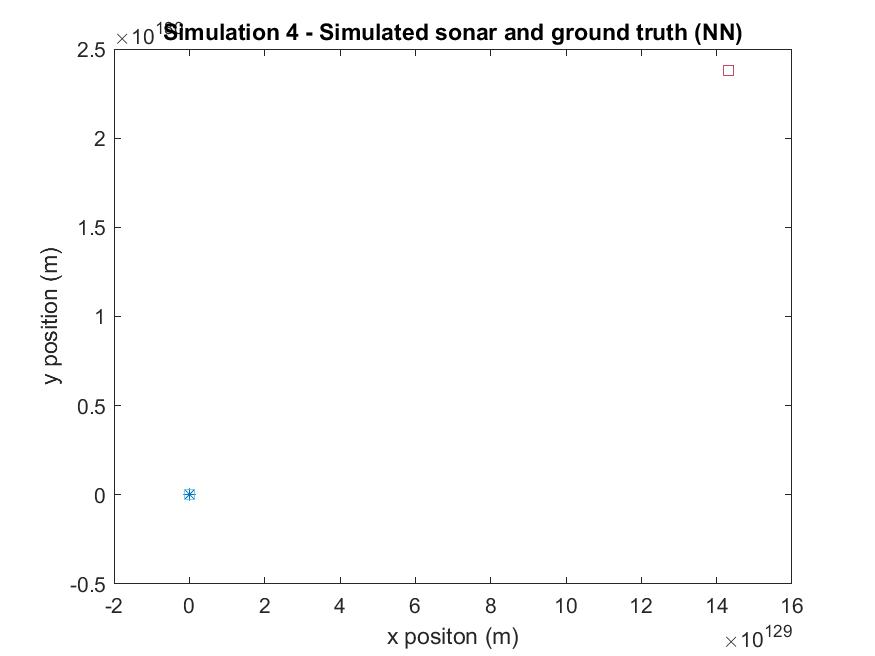 Simulation 4 - Simulated sonar and ground truth (NN)
2.5
2
1.5
1
0.5
0
-0.5
y position (m)
-2 0 2 4 6 8 10 12 14 16
x positon (m)
×10^129